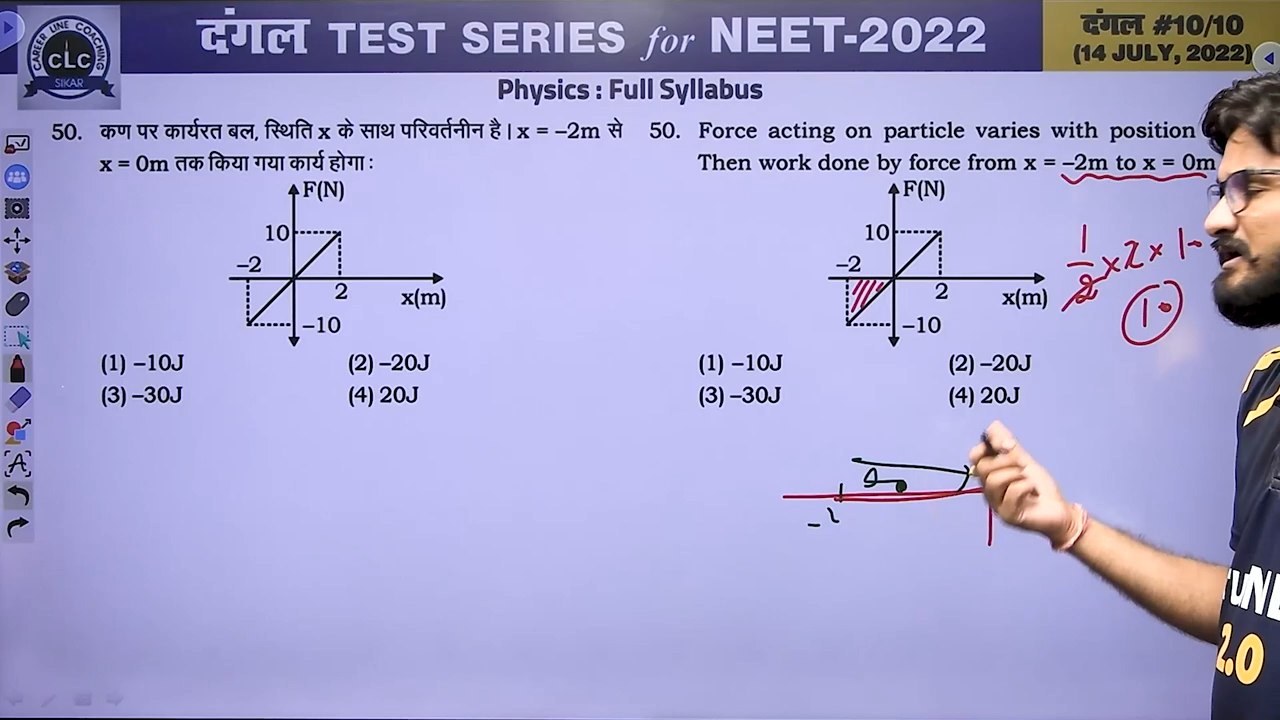 CAREER LINE COACHING
CLC
SIKAR
दंगल TEST SERIES for NEET-2022
दंगल #10/10
(14 JULY, 2022)
Physics : Full Syllabus
50. कण पर कार्यरत बल, स्थिति x के साथ परिवर्तनीन है। x = –2m से
x = 0m तक किया गया कार्य होगा :
F(N)
10
–2
2
x(m)
–10
(1) –10J
(2) –20J
(3) –30J
(4) 20J
50. Force acting on particle varies with position
Then work done by force from x = –2m to x = 0m
F(N)
10
–2
2
x(m)
–10
(1) –10J
(2) –20J
(3) –30J
(4) 20J
1/2 × 2 × 10
10
-2
2.0